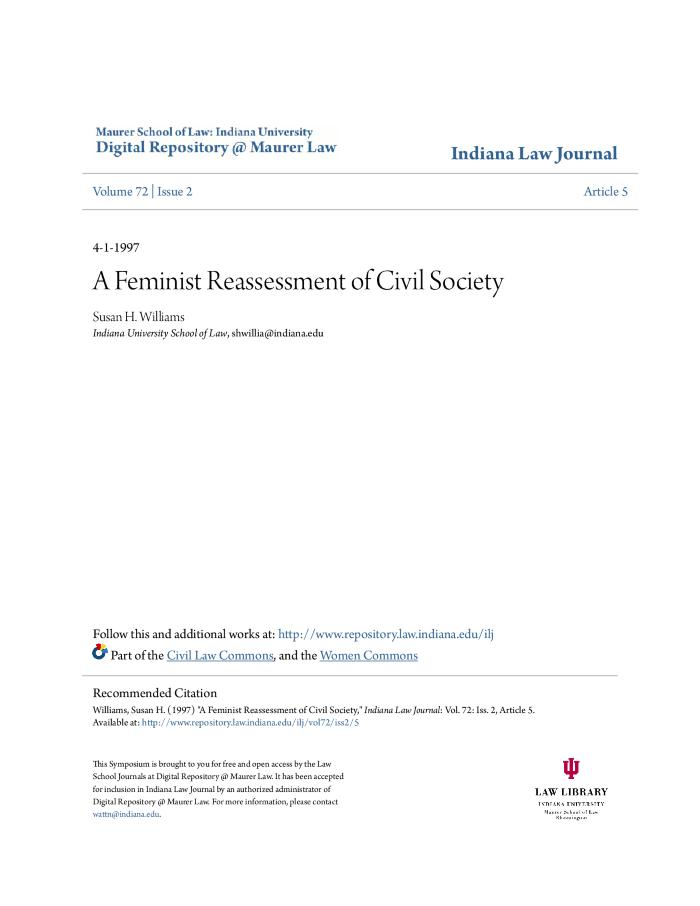 Maurer School of Law: Indiana University
Digital Repository @ Maurer Law
Indiana Law Journal
Volume 72 | Issue 2
Article 5
4-1-1997
A Feminist Reassessment of Civil Society
Susan H. Williams
Indiana University School of Law, shwillia@indiana.edu
Follow this and additional works at: http://www.repository.law.indiana.edu/ilj
Part of the Civil Law Commons, and the Women Commons
Recommended Citation
Williams, Susan H. (1997) "A Feminist Reassessment of Civil Society," Indiana Law Journal: Vol. 72: Iss. 2, Article 5.
Available at: http://www.repository.law.indiana.edu/ilj/vol72/iss2/5
This Symposium is brought to you for free and open access by the Law
School Journals at Digital Repository @ Maurer Law. It has been accepted
for inclusion in Indiana Law Journal by an authorized administrator of
Digital Repository @ Maurer Law. For more information, please contact
wattn@indiana.edu.
LAW LIBRARY
INDIANA UNIVERSITY
Maurer School of Law
Bloomington